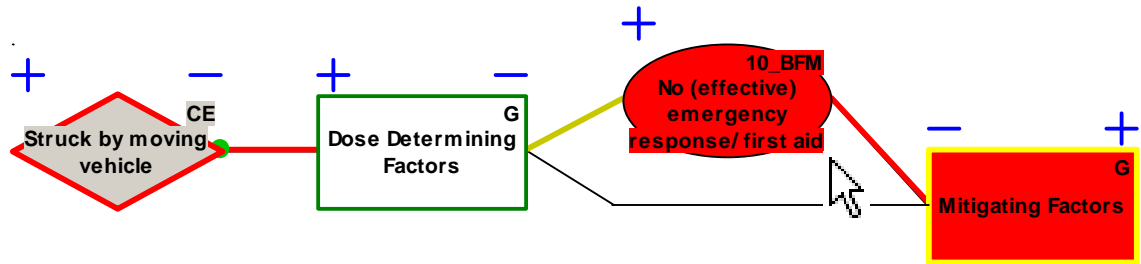 CE
Struck by moving
vehicle
G
Dose Determining
Factors
10_BFM
No (effective)
emergency
response/ first aid
G
Mitigating Factors